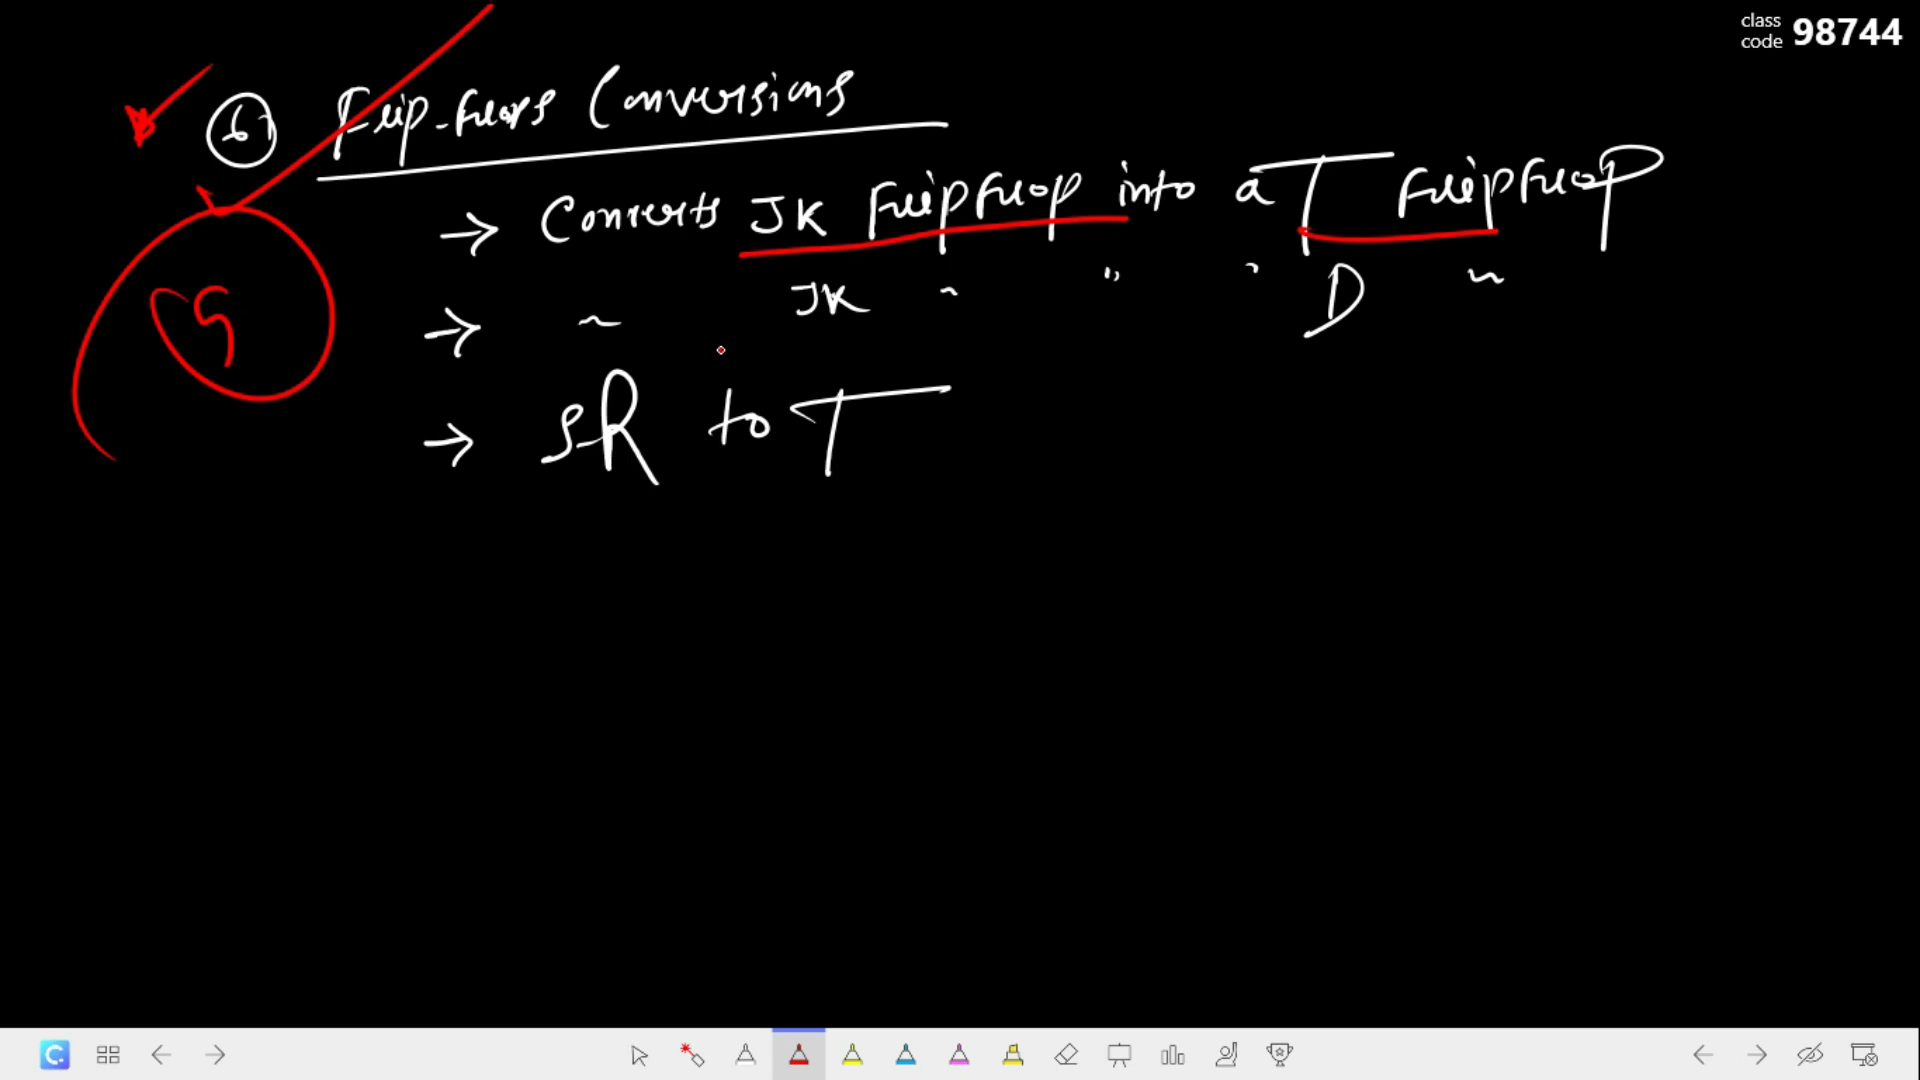 class code 98744
6) Flip-flops Conversions
→ Converts JK flipflop into a T flipflop
→ ~ JK ~ " " D ~
5
→ SR to T